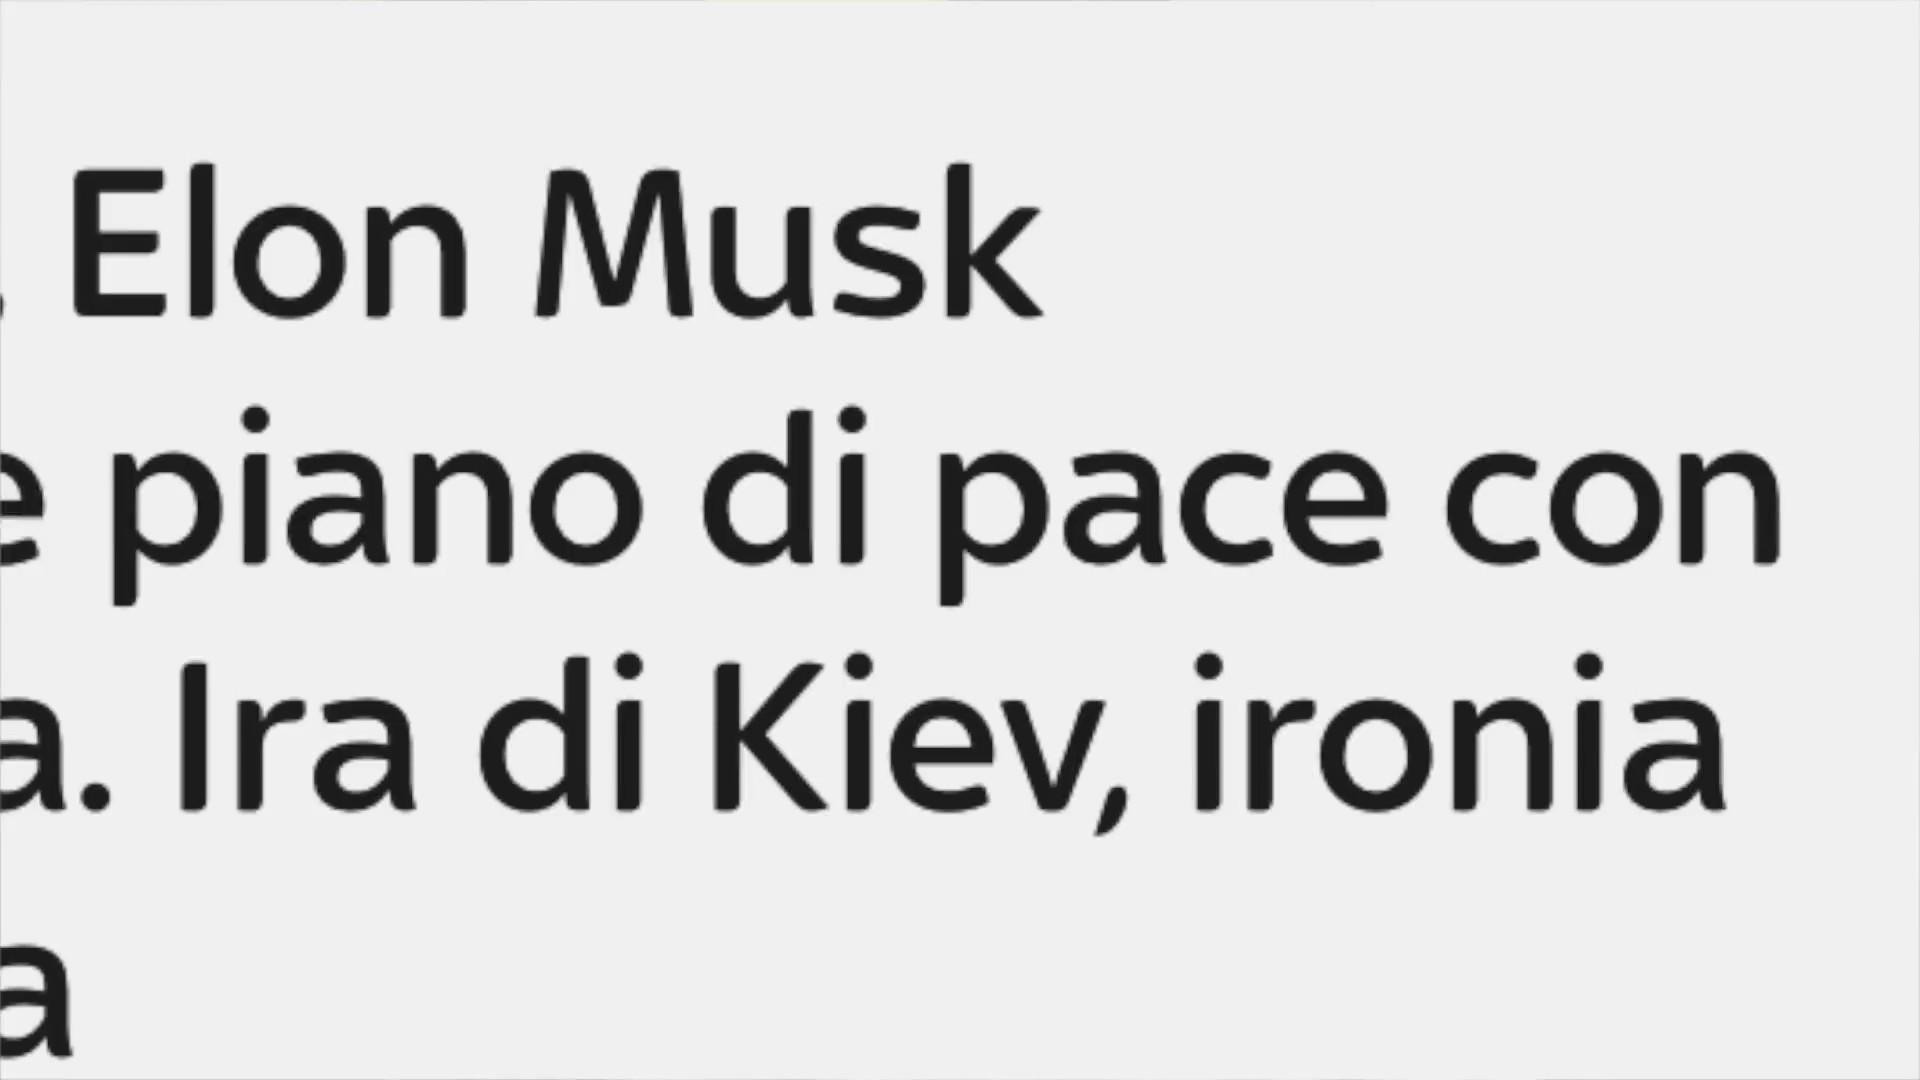 , Elon Musk
e piano di pace con
a. Ira di Kiev, ironia
a